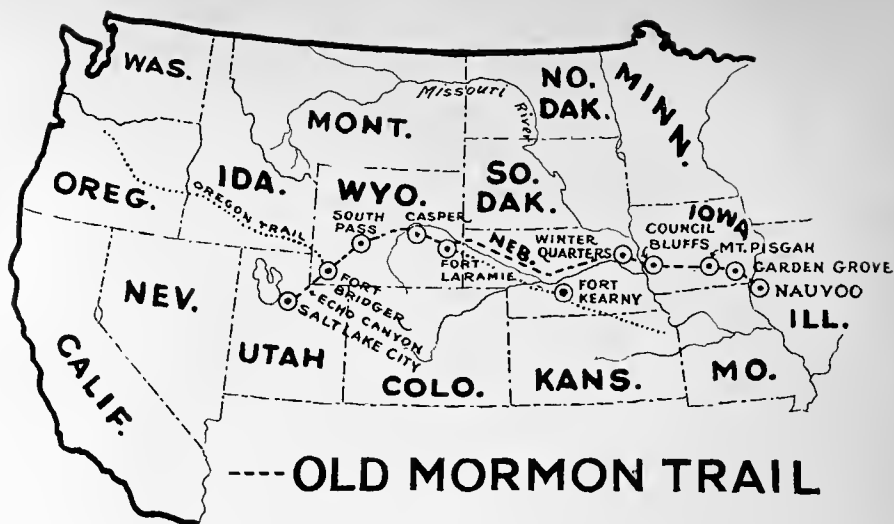 WAS.
MONT.
Missouri
River
NO.
DAK.
MINN.
OREG.
IDA.
OREGON TRAIL
WYO.
SO.
DAK.
SOUTH
PASS
CASPER
FORT
LARAMIE
NEB.
WINTER
QUARTERS
IOWA
COUNCIL
BLUFFS
MT. PISGAH
GARDEN GROVE
NAUVOO
ILL.
FORT
KEARNY
FORT
BRIDGER
ECHO CANYON
SALT LAKE CITY
NEV.
CALIF.
UTAH
COLO.
KANS.
MO.
OLD MORMON TRAIL